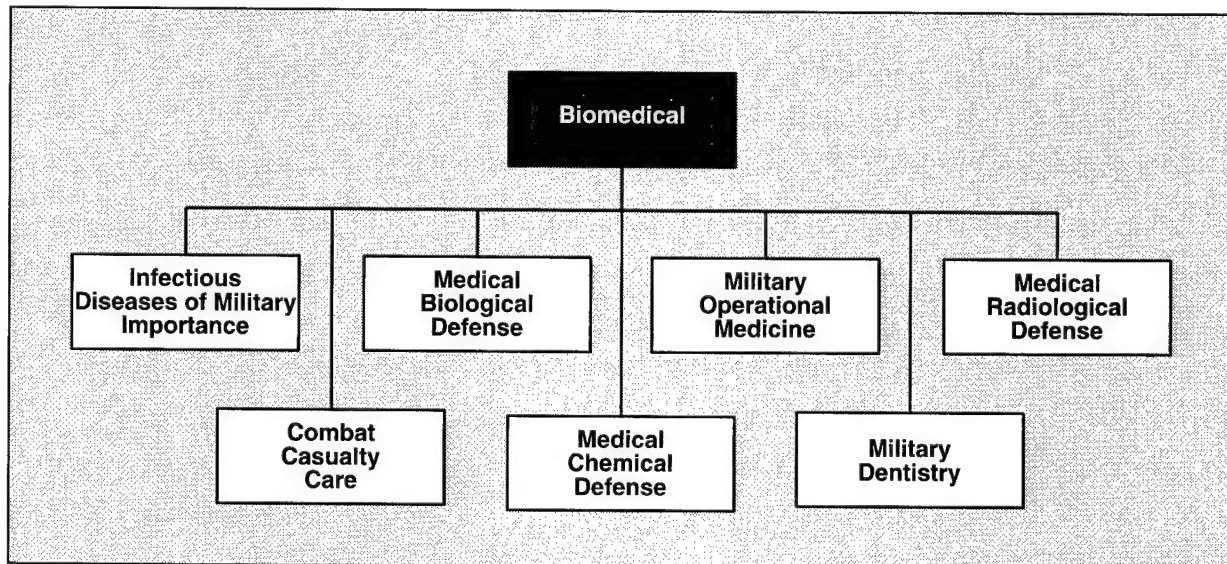 Biomedical
Infectious
Diseases of Military
Importance
Medical
Biological
Defense
Military
Operational
Medicine
Medical
Radiological
Defense
Combat
Casualty
Care
Medical
Chemical
Defense
Military
Dentistry